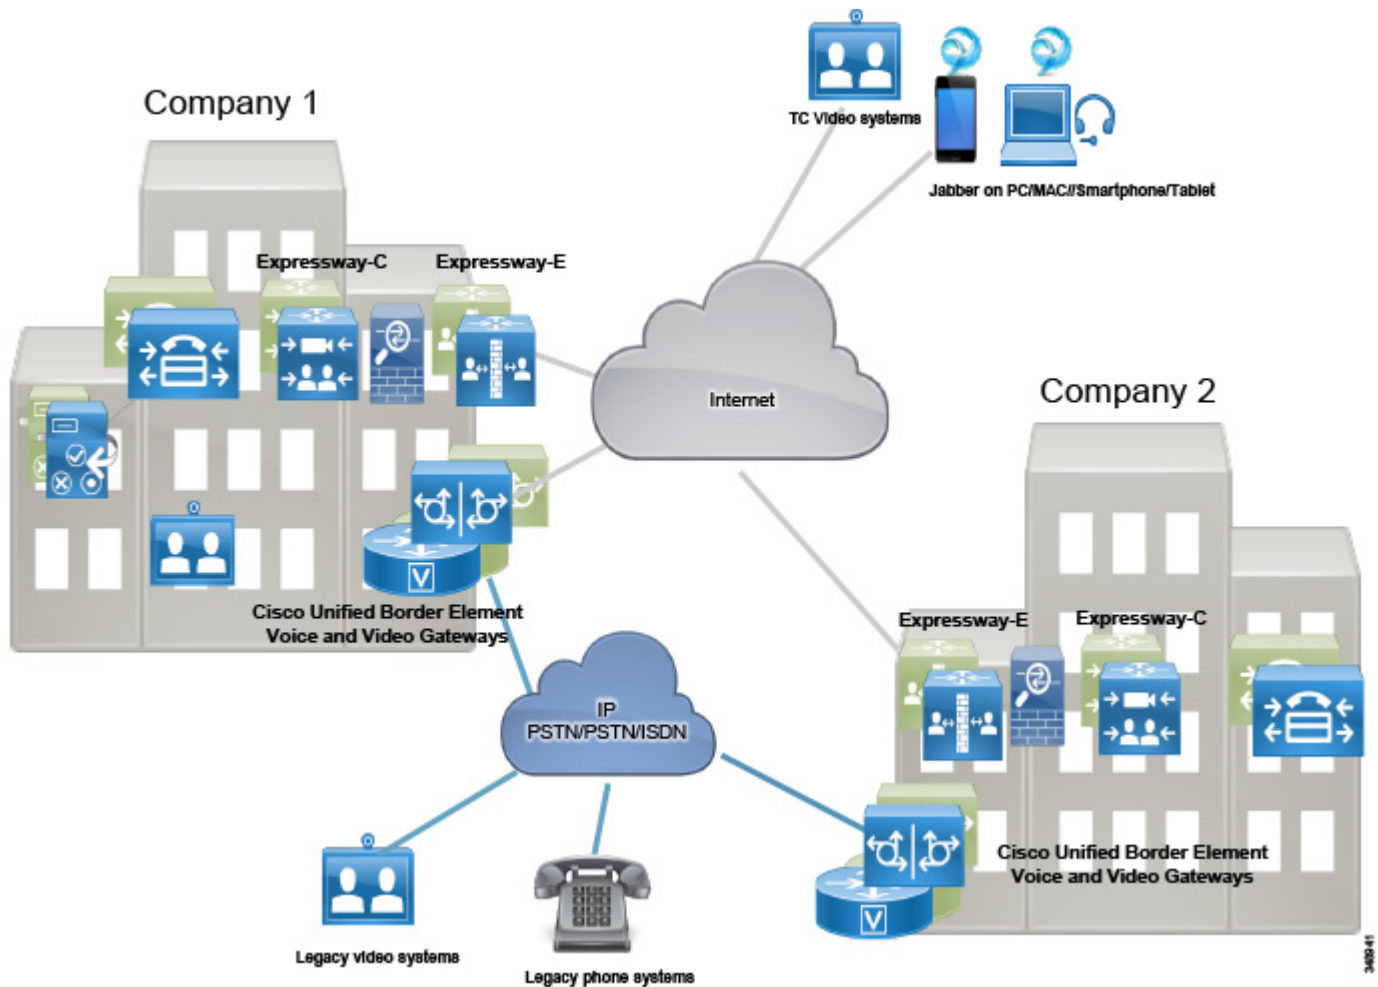 Company 1
TC Video systems
Jabber on PC/MAC//Smartphone/Tablet
Expressway-C
Expressway-E
Internet
Company 2
V
Cisco Unified Border Element
Voice and Video Gateways
Expressway-E
Expressway-C
IP
PSTN/PSTN/ISDN
Cisco Unified Border Element
Voice and Video Gateways
V
Legacy video systems
Legacy phone systems
348941